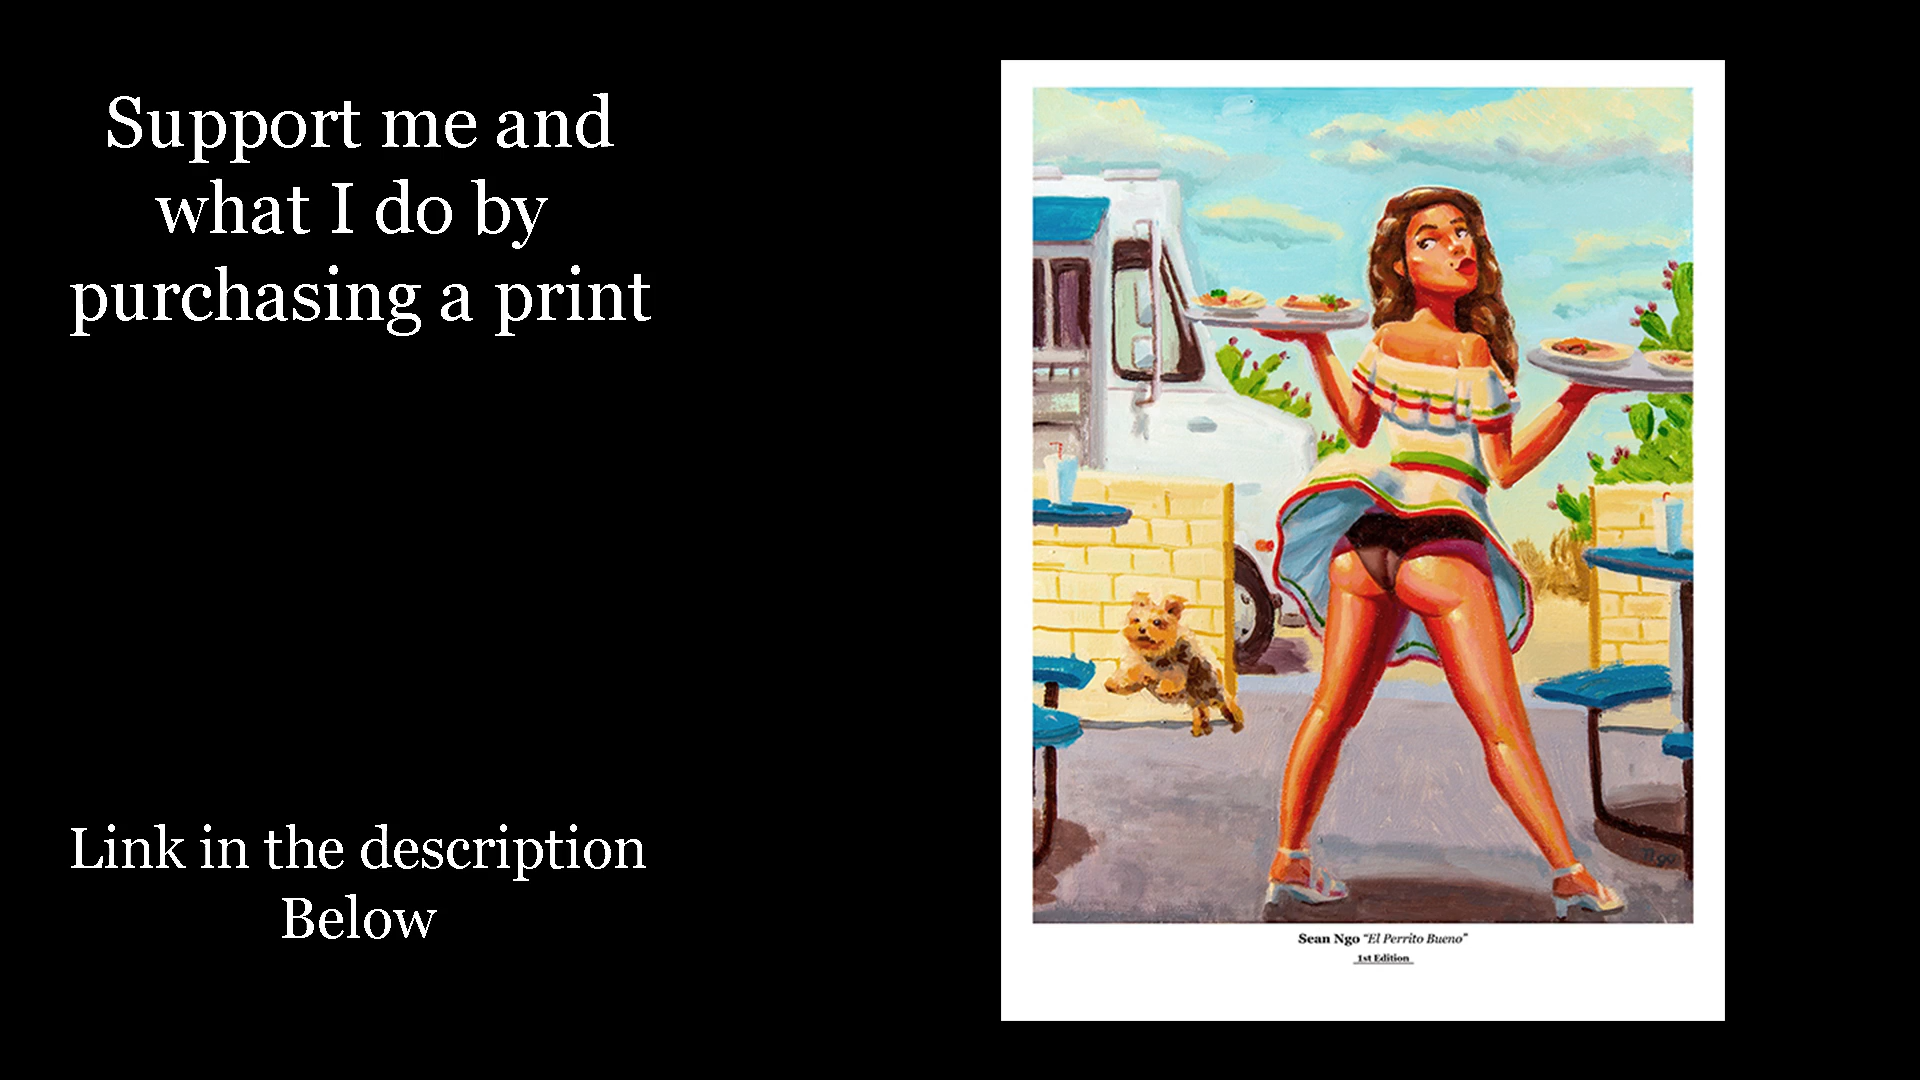 Support me and
what I do by
purchasing a print
Link in the description
Below
Sean Ngo “El Perrito Bueno”
1st Edition
Ngo